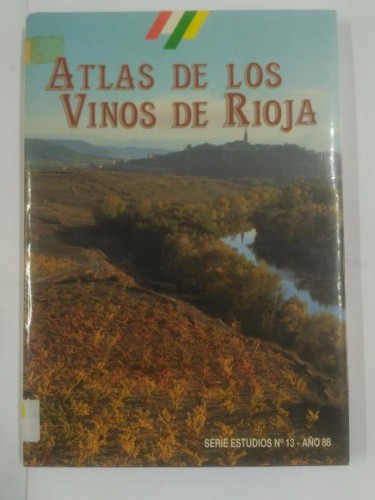 ATLAS DE LOS
VINOS DE RIOJA
SERIE ESTUDIOS Nº 13 - AÑO 88